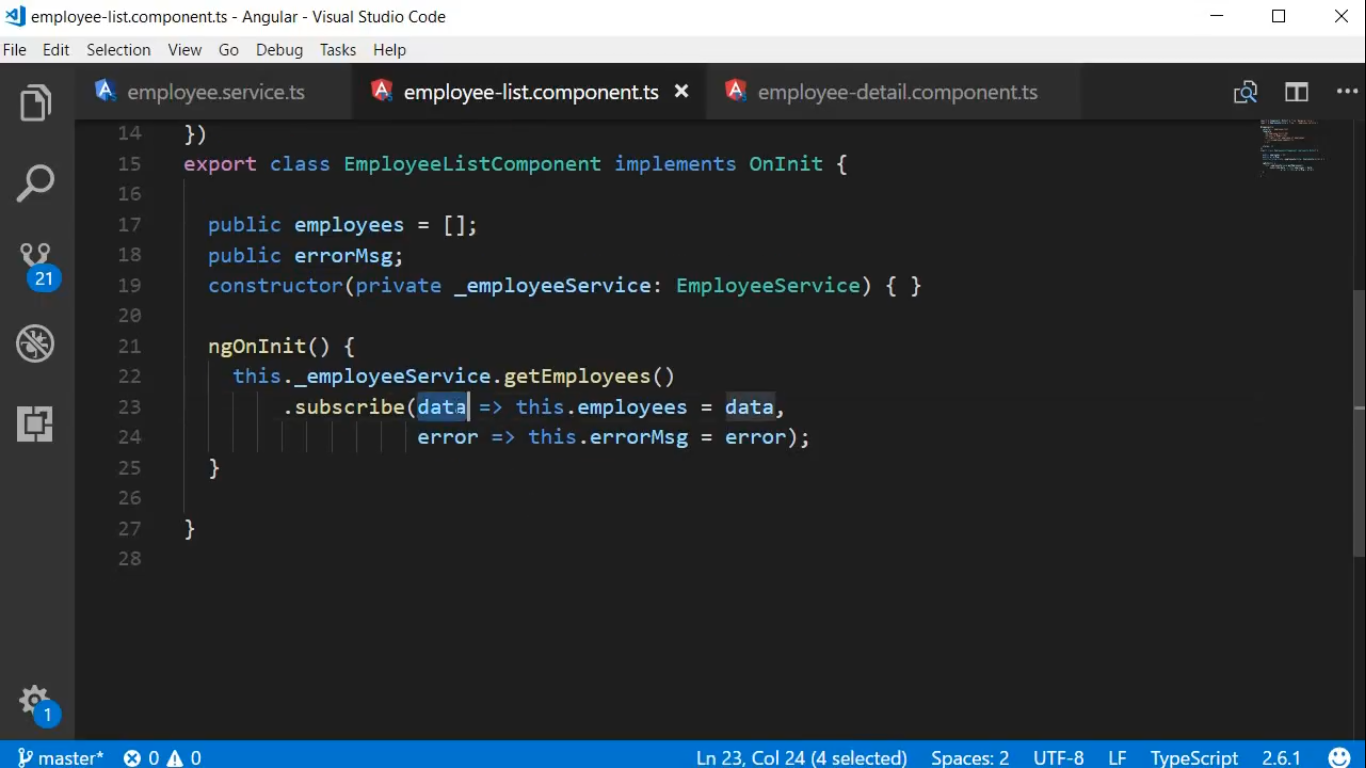 employee-list.component.ts - Angular - Visual Studio Code
File Edit Selection View Go Debug Tasks Help
employee.service.ts employee-list.component.ts employee-detail.component.ts
14 })
15 export class EmployeeListComponent implements OnInit {
16
17 public employees = [];
18 public errorMsg;
19 constructor(private _employeeService: EmployeeService) { }
20
21 ngOnInit() {
22 this._employeeService.getEmployees()
23 .subscribe(data => this.employees = data,
24 error => this.errorMsg = error);
25 }
26
27 }
28
21
1
master* 0 0 Ln 23, Col 24 (4 selected) Spaces: 2 UTF-8 LF TypeScript 2.6.1